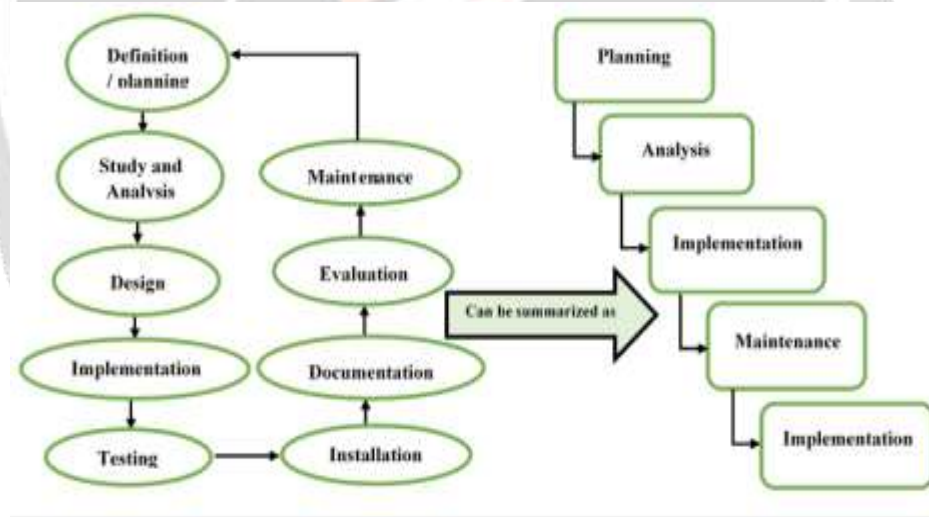 Definition
/ planning
Study and
Analysis
Design
Implementation
Testing
Installation
Documentation
Evaluation
Maintenance
Can be summarized as
Planning
Analysis
Implementation
Maintenance
Implementation